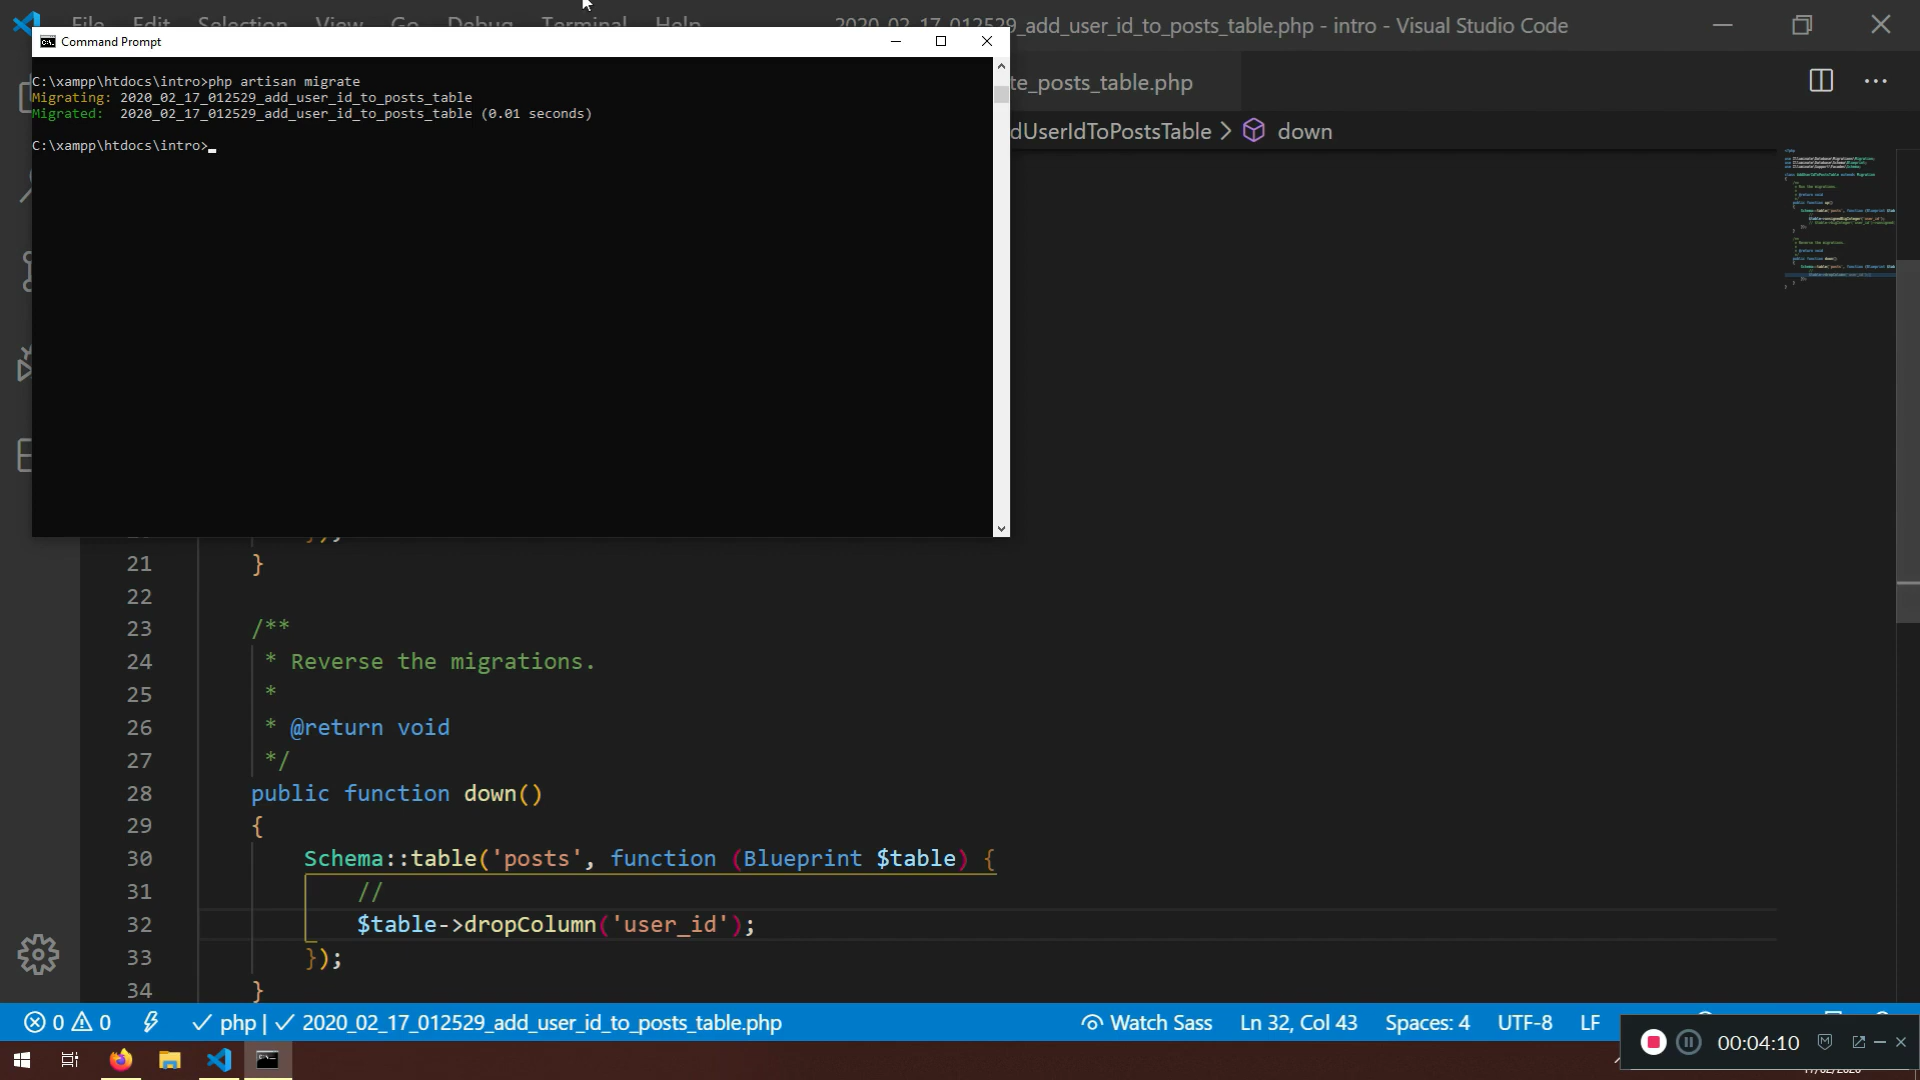 File Edit Selection View Go Debug Terminal Help 2020_02_17_012529_add_user_id_to_posts_table.php - intro - Visual Studio Code
Command Prompt
te_posts_table.php
dUserIdToPostsTable > down
C:\xampp\htdocs\intro>php artisan migrate
Migrating: 2020_02_17_012529_add_user_id_to_posts_table
Migrated:  2020_02_17_012529_add_user_id_to_posts_table (0.01 seconds)
C:\xampp\htdocs\intro>
21 }
22
23 /**
24 * Reverse the migrations.
25 *
26 * @return void
27 */
28 public function down()
29 {
30 Schema::table('posts', function (Blueprint $table) {
31 //
32 $table->dropColumn('user_id');
33 });
34 }
0 0 php | 2020_02_17_012529_add_user_id_to_posts_table.php Watch Sass Ln 32, Col 43 Spaces: 4 UTF-8 LF
00:04:10